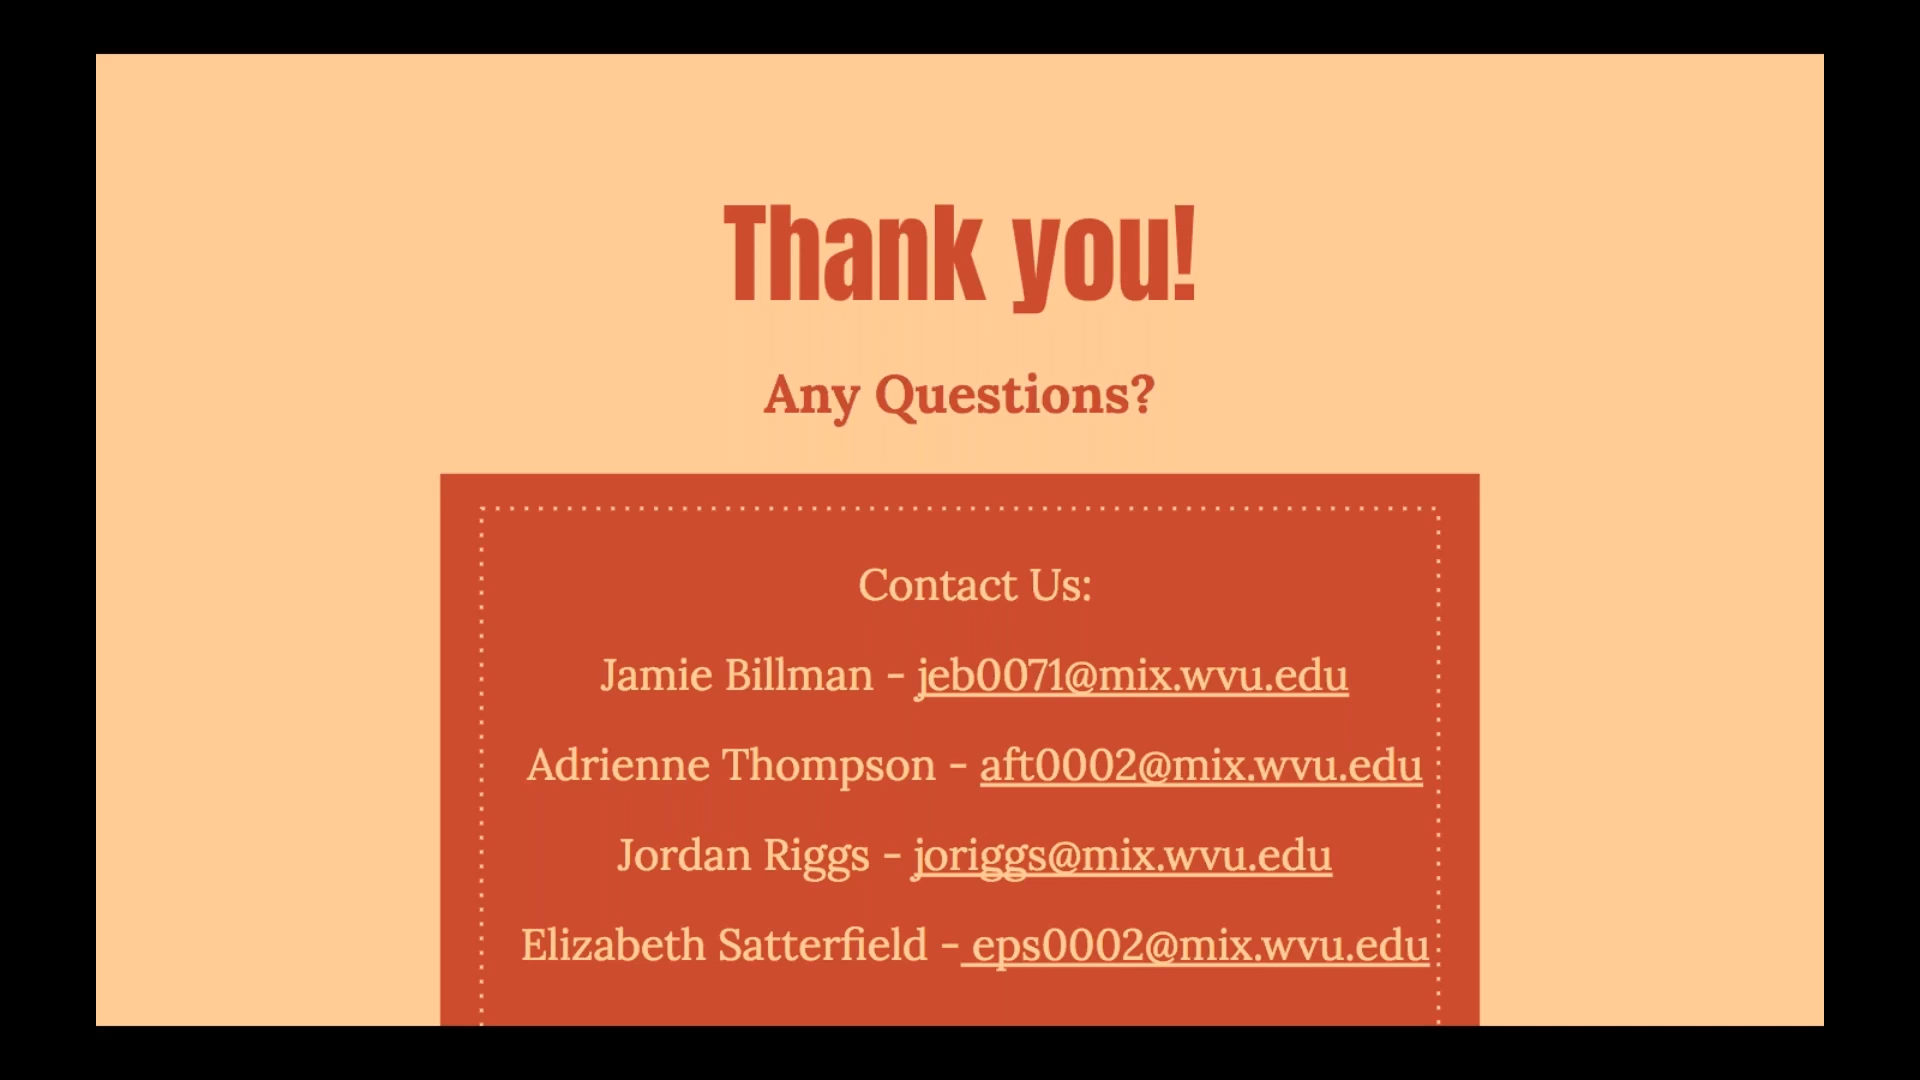 Thank you!
Any Questions?
Contact Us:
Jamie Billman - jeb0071@mix.wvu.edu
Adrienne Thompson - aft0002@mix.wvu.edu
Jordan Riggs - joriggs@mix.wvu.edu
Elizabeth Satterfield - eps0002@mix.wvu.edu